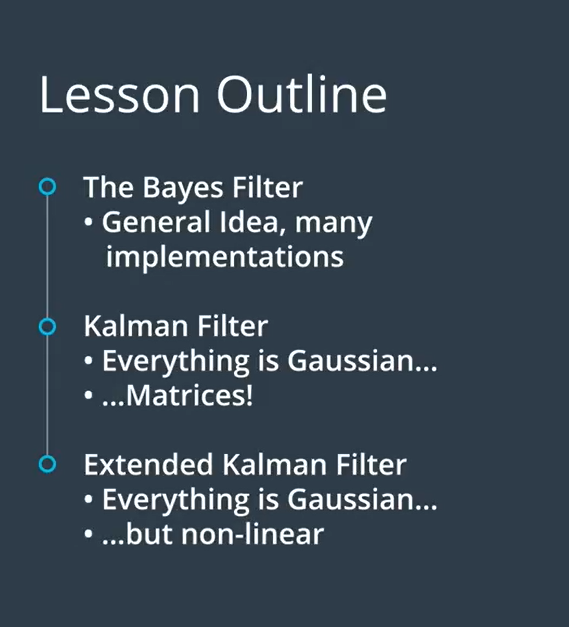 Lesson Outline
The Bayes Filter
• General Idea, many
implementations
Kalman Filter
• Everything is Gaussian...
• ...Matrices!
Extended Kalman Filter
• Everything is Gaussian...
• ...but non-linear